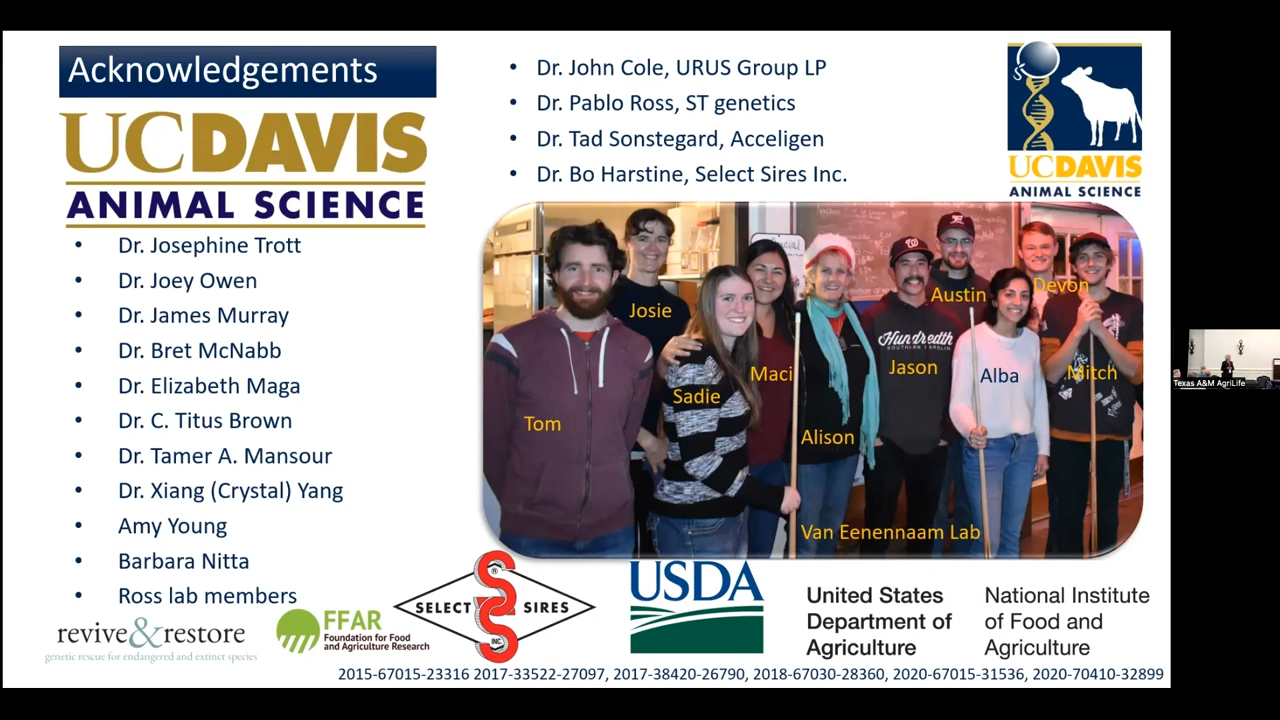 Acknowledgements
UC DAVIS
ANIMAL SCIENCE
• Dr. Josephine Trott
• Dr. Joey Owen
• Dr. James Murray
• Dr. Bret McNabb
• Dr. Elizabeth Maga
• Dr. C. Titus Brown
• Dr. Tamer A. Mansour
• Dr. Xiang (Crystal) Yang
• Amy Young
• Barbara Nitta
• Ross lab members
• Dr. John Cole, URUS Group LP
• Dr. Pablo Ross, ST genetics
• Dr. Tad Sonstegard, Acceligen
• Dr. Bo Harstine, Select Sires Inc.
UCDAVIS
ANIMAL SCIENCE
Tom
Josie
Sadie
Maci
Alison
Jason
Hundredth
Austin
Alba
Devon
Mitch
Van Eenennaam Lab
revive&restore
genetic rescue for endangered and extinct species
FFAR
Foundation for Food
and Agriculture Research
SELECT SIRES
INC.
®
USDA
United States
Department of
Agriculture
National Institute
of Food and
Agriculture
2015-67015-23316 2017-33522-27097, 2017-38420-26790, 2018-67030-28360, 2020-67015-31536, 2020-70410-32899
Texas A&M AgriLife